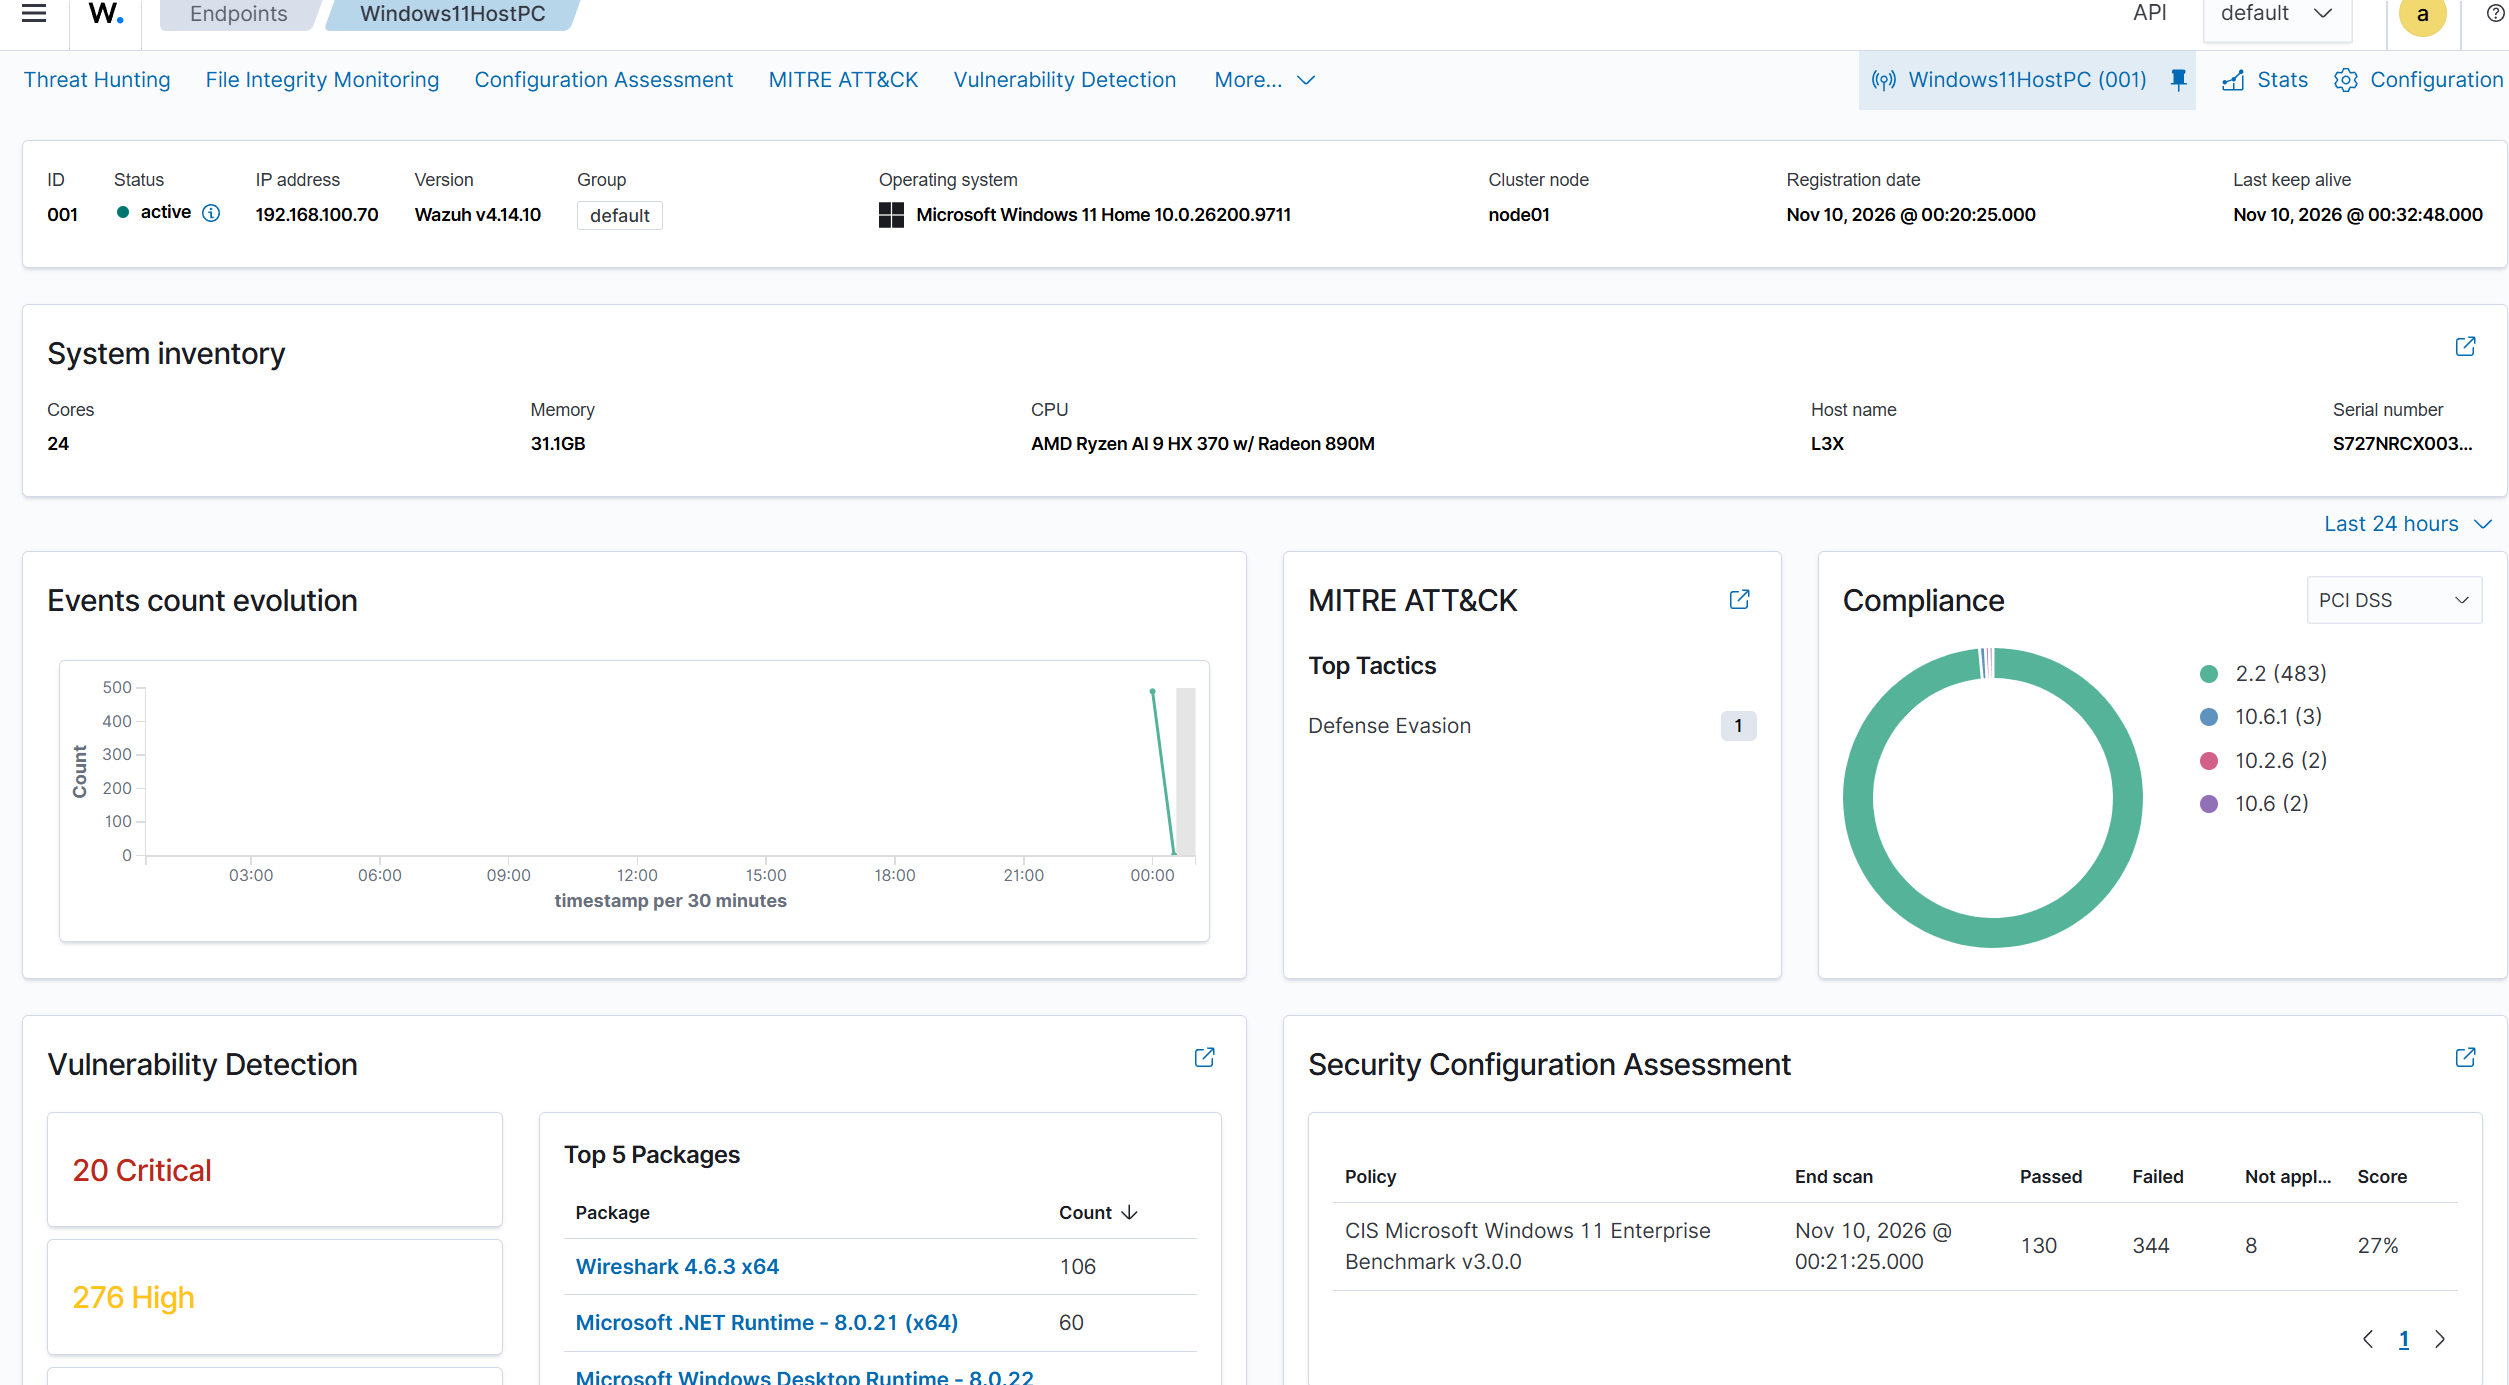 W.
Endpoints
Windows11HostPC
API
default
a
Threat Hunting
File Integrity Monitoring
Configuration Assessment
MITRE ATT&CK
Vulnerability Detection
More...
Windows11HostPC (001)
Stats
Configuration
ID Status IP address Version Group Operating system Cluster node Registration date Last keep alive
001 active 192.168.100.70 Wazuh v4.14.10 default Microsoft Windows 11 Home 10.0.26200.9711 node01 Nov 10, 2026 @ 00:20:25.000 Nov 10, 2026 @ 00:32:48.000
System inventory
Cores Memory CPU Host name Serial number
24 31.1GB AMD Ryzen AI 9 HX 370 w/ Radeon 890M L3X S727NRCX003...
Last 24 hours
Events count evolution
500
400
300
200
100
0
Count
03:00 06:00 09:00 12:00 15:00 18:00 21:00 00:00
timestamp per 30 minutes
MITRE ATT&CK
Top Tactics
Defense Evasion 1
Compliance
PCI DSS
2.2 (483)
10.6.1 (3)
10.2.6 (2)
10.6 (2)
Vulnerability Detection
20 Critical
276 High
Top 5 Packages
Package Count
Wireshark 4.6.3 x64 106
Microsoft .NET Runtime - 8.0.21 (x64) 60
Microsoft Windows Desktop Runtime - 8.0.22
Security Configuration Assessment
Policy End scan Passed Failed Not appl... Score
CIS Microsoft Windows 11 Enterprise Benchmark v3.0.0
Nov 10, 2026 @ 00:21:25.000
130 344 8 27%
1